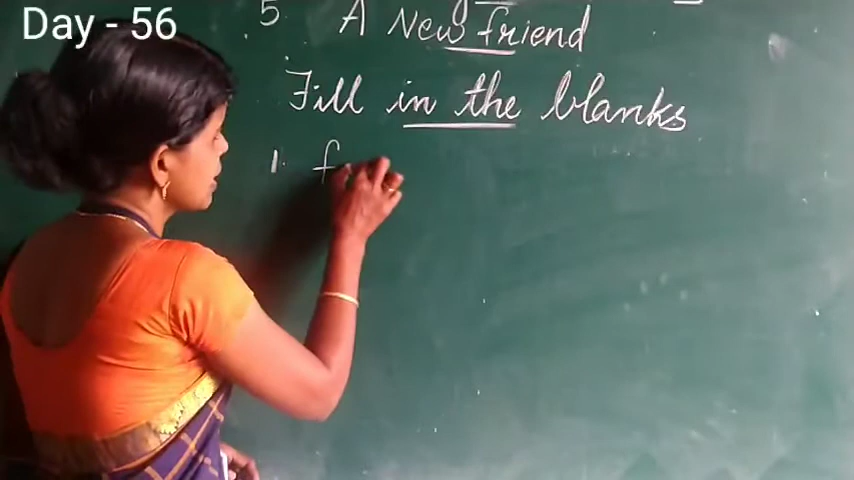 Day - 56
5 A New friend
Fill in the blanks
1. f